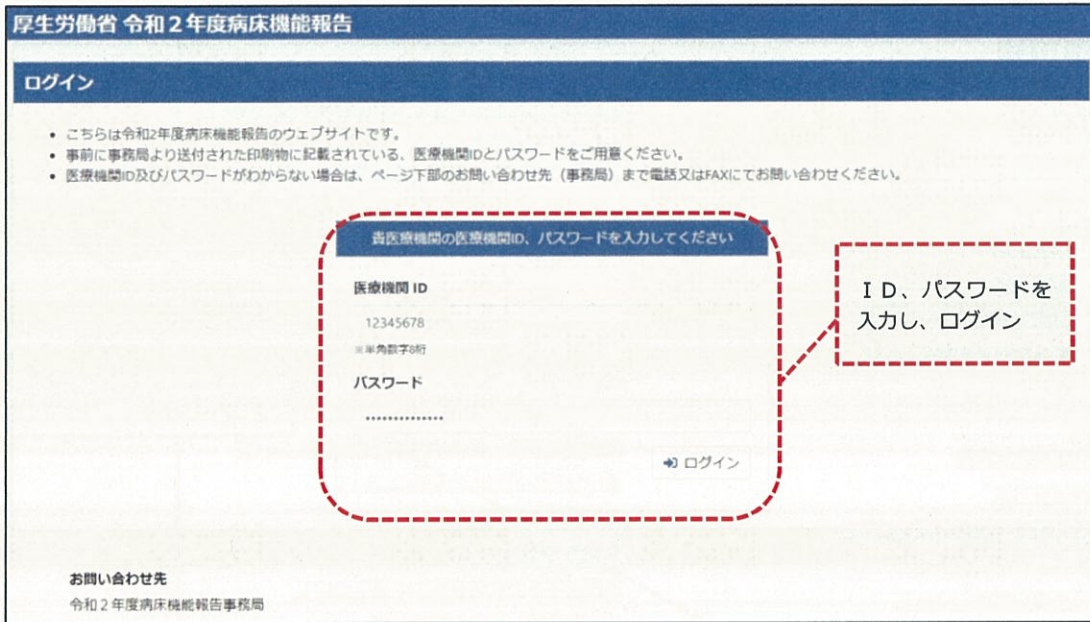 厚生労働省 令和２年度病床機能報告
ログイン
• こちらは令和2年度病床機能報告のウェブサイトです。
• 事前に事務局より送付された印刷物に記載されている、医療機関IDとパスワードをご用意ください。
• 医療機関ID及びパスワードがわからない場合は、ページ下部のお問い合わせ先（事務局）まで電話又はFAXにてお問い合わせください。
貴医療機関の医療機関ID、パスワードを入力してください
医療機関 ID
12345678
※半角数字8桁
パスワード
••••••••••••••
ログイン
ＩＤ、パスワードを
入力し、ログイン
お問い合わせ先
令和２年度病床機能報告事務局